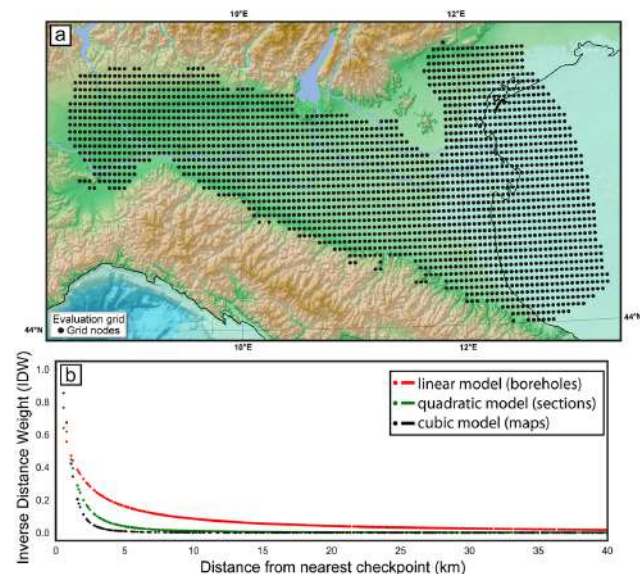 10°E 12°E
a
44°N
44°N
Evaluation grid
Grid nodes
10°E 12°E
b
Inverse Distance Weight (IDW)
1.0
0.8
0.6
0.4
0.2
0.0
linear model (boreholes)
quadratic model (sections)
cubic model (maps)
0 5 10 15 20 25 30 35 40
Distance from nearest checkpoint (km)